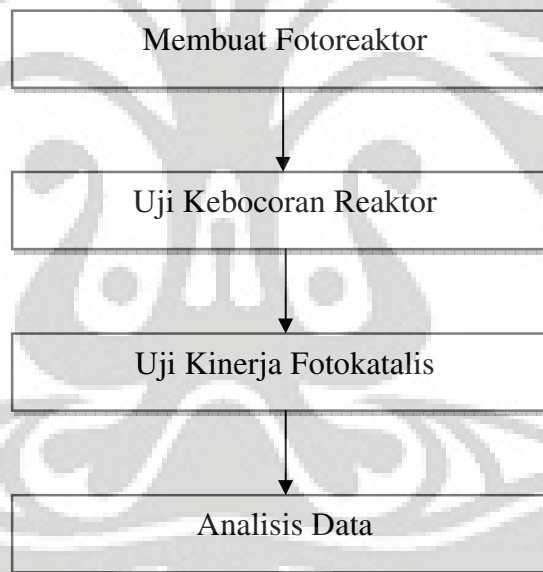 Membuat Fotoreaktor
Uji Kebocoran Reaktor
Uji Kinerja Fotokatalis
Analisis Data